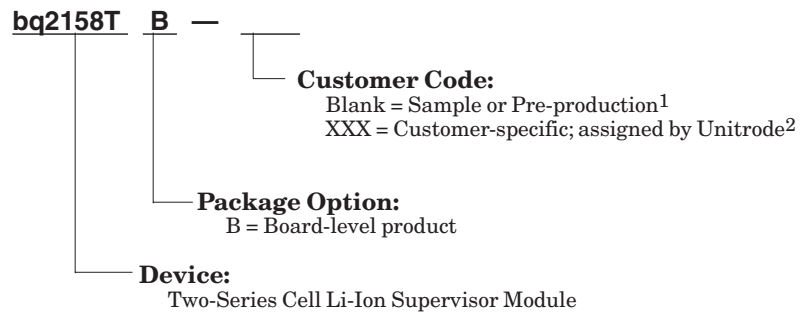 bq2158T B —
Customer Code:
Blank = Sample or Pre-production1
XXX = Customer-specific; assigned by Unitrode2
Package Option:
B = Board-level product
Device:
Two-Series Cell Li-Ion Supervisor Module